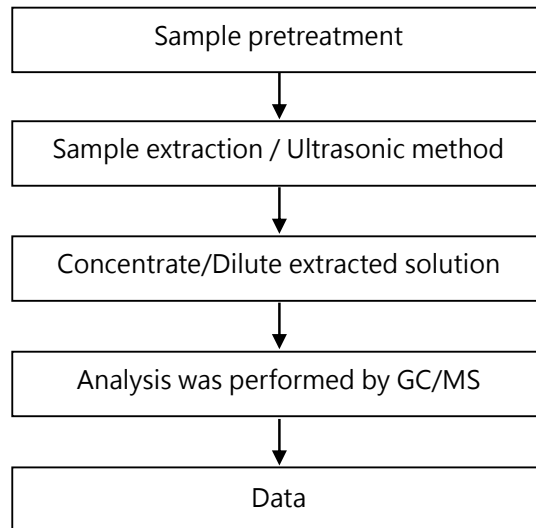 Sample pretreatment
Sample extraction / Ultrasonic method
Concentrate/Dilute extracted solution
Analysis was performed by GC/MS
Data